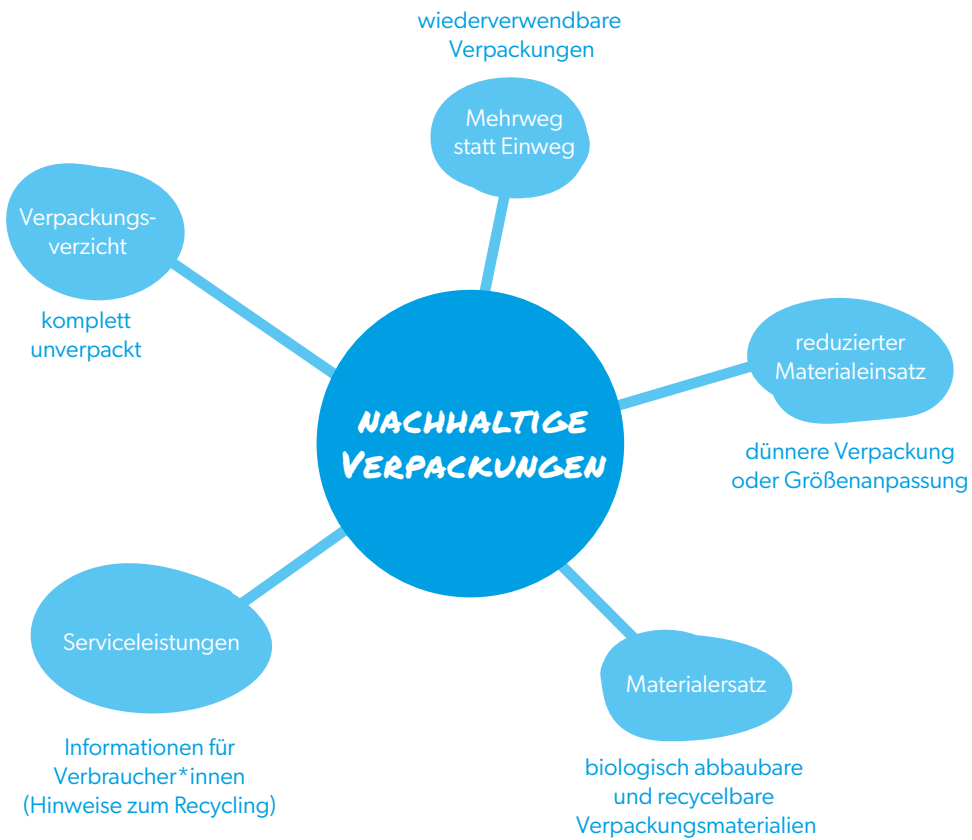 wiederverwendbare
Verpackungen
Mehrweg
statt Einweg
Verpackungs-
verzicht
komplett
unverpackt
reduzierter
Materialeinsatz
dünnere Verpackung
oder Größenanpassung
NACHHALTIGE
VERPACKUNGEN
Serviceleistungen
Informationen für
Verbraucher*innen
(Hinweise zum Recycling)
Materialersatz
biologisch abbaubare
und recycelbare
Verpackungsmaterialien